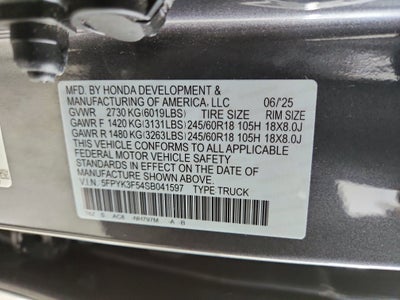 MFD. BY HONDA DEVELOPMENT &
MANUFACTURING OF AMERICA, LLC 06/'25
GVWR 2730 KG(6019LBS) TIRE SIZE RIM SIZE
GAWR F 1420 KG(3131LBS) 245/60R18 105H 18X8.0J
GAWR R 1480 KG(3263LBS) 245/60R18 105H 18X8.0J
THIS VEHICLE CONFORMS TO ALL APPLICABLE
FEDERAL MOTOR VEHICLE SAFETY STANDARDS
IN EFFECT ON THE DATE OF
MANUFACTURE SHOWN ABOVE.
V.I.N. 5FPYK3F54SB041597 TYPE TRUCK
AC8 NH797M A B